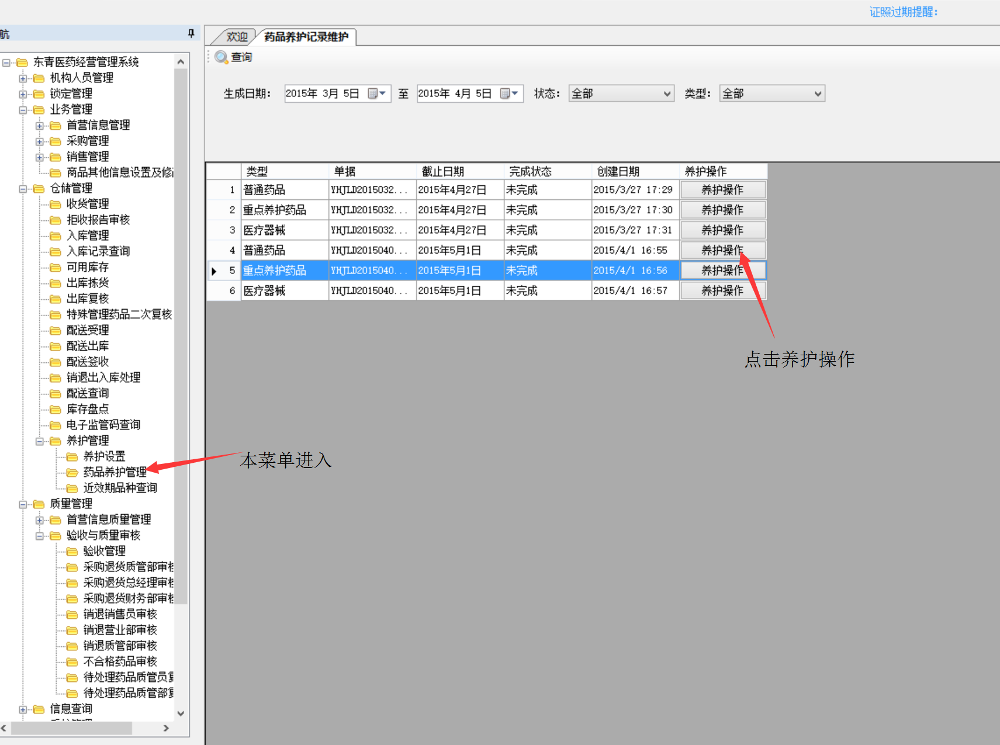 证照过期提醒：
航
欢迎
药品养护记录维护
查询
生成日期：
2015年 3月 5日
至
2015年 4月 5日
状态：
全部
类型：
全部
东青医药经营管理系统
机构人员管理
锁定管理
业务管理
首营信息管理
采购管理
销售管理
商品其他信息设置及修
仓储管理
收货管理
拒收报告审核
入库管理
入库记录查询
可用库存
出库拣货
出库复核
特殊管理药品二次复核
配送受理
配送出库
配送签收
销退出入库处理
配送查询
库存盘点
电子监管码查询
养护管理
养护设置
药品养护管理
近效期品种查询
质量管理
首营信息质量管理
验收与质量审核
验收管理
采购退货质管部审核
采购退货总经理审核
采购退货财务部审核
销退销售员审核
销退营业部审核
销退质管部审核
不合格药品审核
待处理药品质管员复
待处理药品质管部复
信息查询
类型 单据 截止日期 完成状态 创建日期 养护操作
1 普通药品 YHJLD2015032... 2015年4月27日 未完成 2015/3/27 17:29 养护操作
2 重点养护药品 YHJLD2015032... 2015年4月27日 未完成 2015/3/27 17:30 养护操作
3 医疗器械 YHJLD2015032... 2015年4月27日 未完成 2015/3/27 17:31 养护操作
4 普通药品 YHJLD2015040... 2015年5月1日 未完成 2015/4/1 16:55 养护操作
5 重点养护药品 YHJLD2015040... 2015年5月1日 未完成 2015/4/1 16:56 养护操作
6 医疗器械 YHJLD2015040... 2015年5月1日 未完成 2015/4/1 16:57 养护操作
点击养护操作
本菜单进入